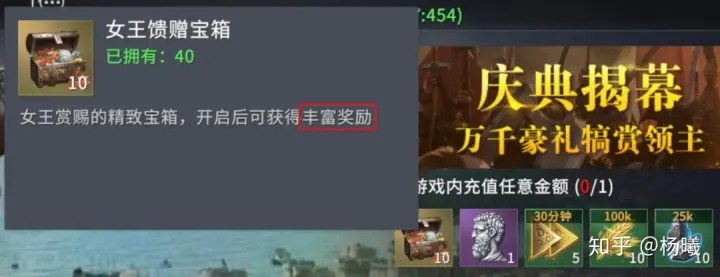 女王馈赠宝箱
已拥有：40
10
女王赏赐的精致宝箱，开启后可获得丰富奖励
:454)
庆典揭幕
万千豪礼犒赏领主
游戏内充值任意金额 (0/1)
10
1
30分钟
5
100k
10
25k
10
知乎 @杨曦